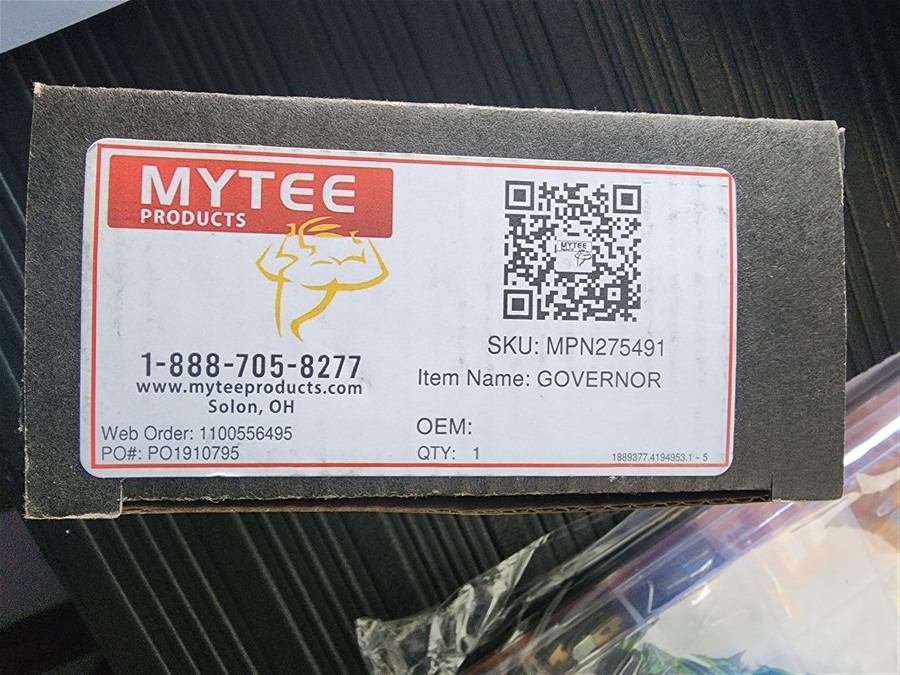 MYTEE
PRODUCTS
1-888-705-8277
www.myteeproducts.com
Solon, OH
Web Order: 1100556495
PO#: PO1910795
MYTEE
SKU: MPN275491
Item Name: GOVERNOR
OEM:
QTY: 1
1889377.4194953.1 - 5